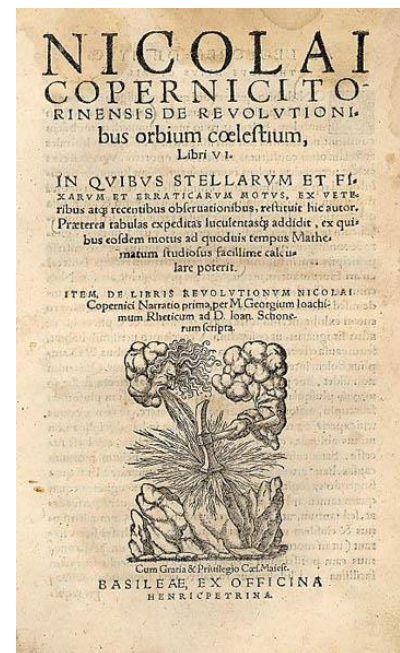 NICOLAI
COPERNICI TO-
RINENSIS DE REVOLVTIONI-
bus orbium cœlestium,
Libri VI.
IN QVIBVS STELLARVM ET FI-
XARVM ET ERRATICARVM MOTVS, EX VETE-
ribus atq; recentibus obseruationibus, restituit hic autor.
Præterea tabulas expeditas luculentasq; addidit, ex qui-
bus eosdem motus ad quoduis tempus Mathe-
matum studiosus facillime calcu-
lare poterit.
ITEM, DE LIBRIS REVOLVTIONVM NICOLAI
Copernici Narratio prima, per M. Georgium Ioachi-
mum Rheticum ad D. Ioan. Schone-
rum scripta.
Cum Gratia & Priuilegio Cæs. Maiest.
BASILEAE, EX OFFICINA
HENRICPETRINA.